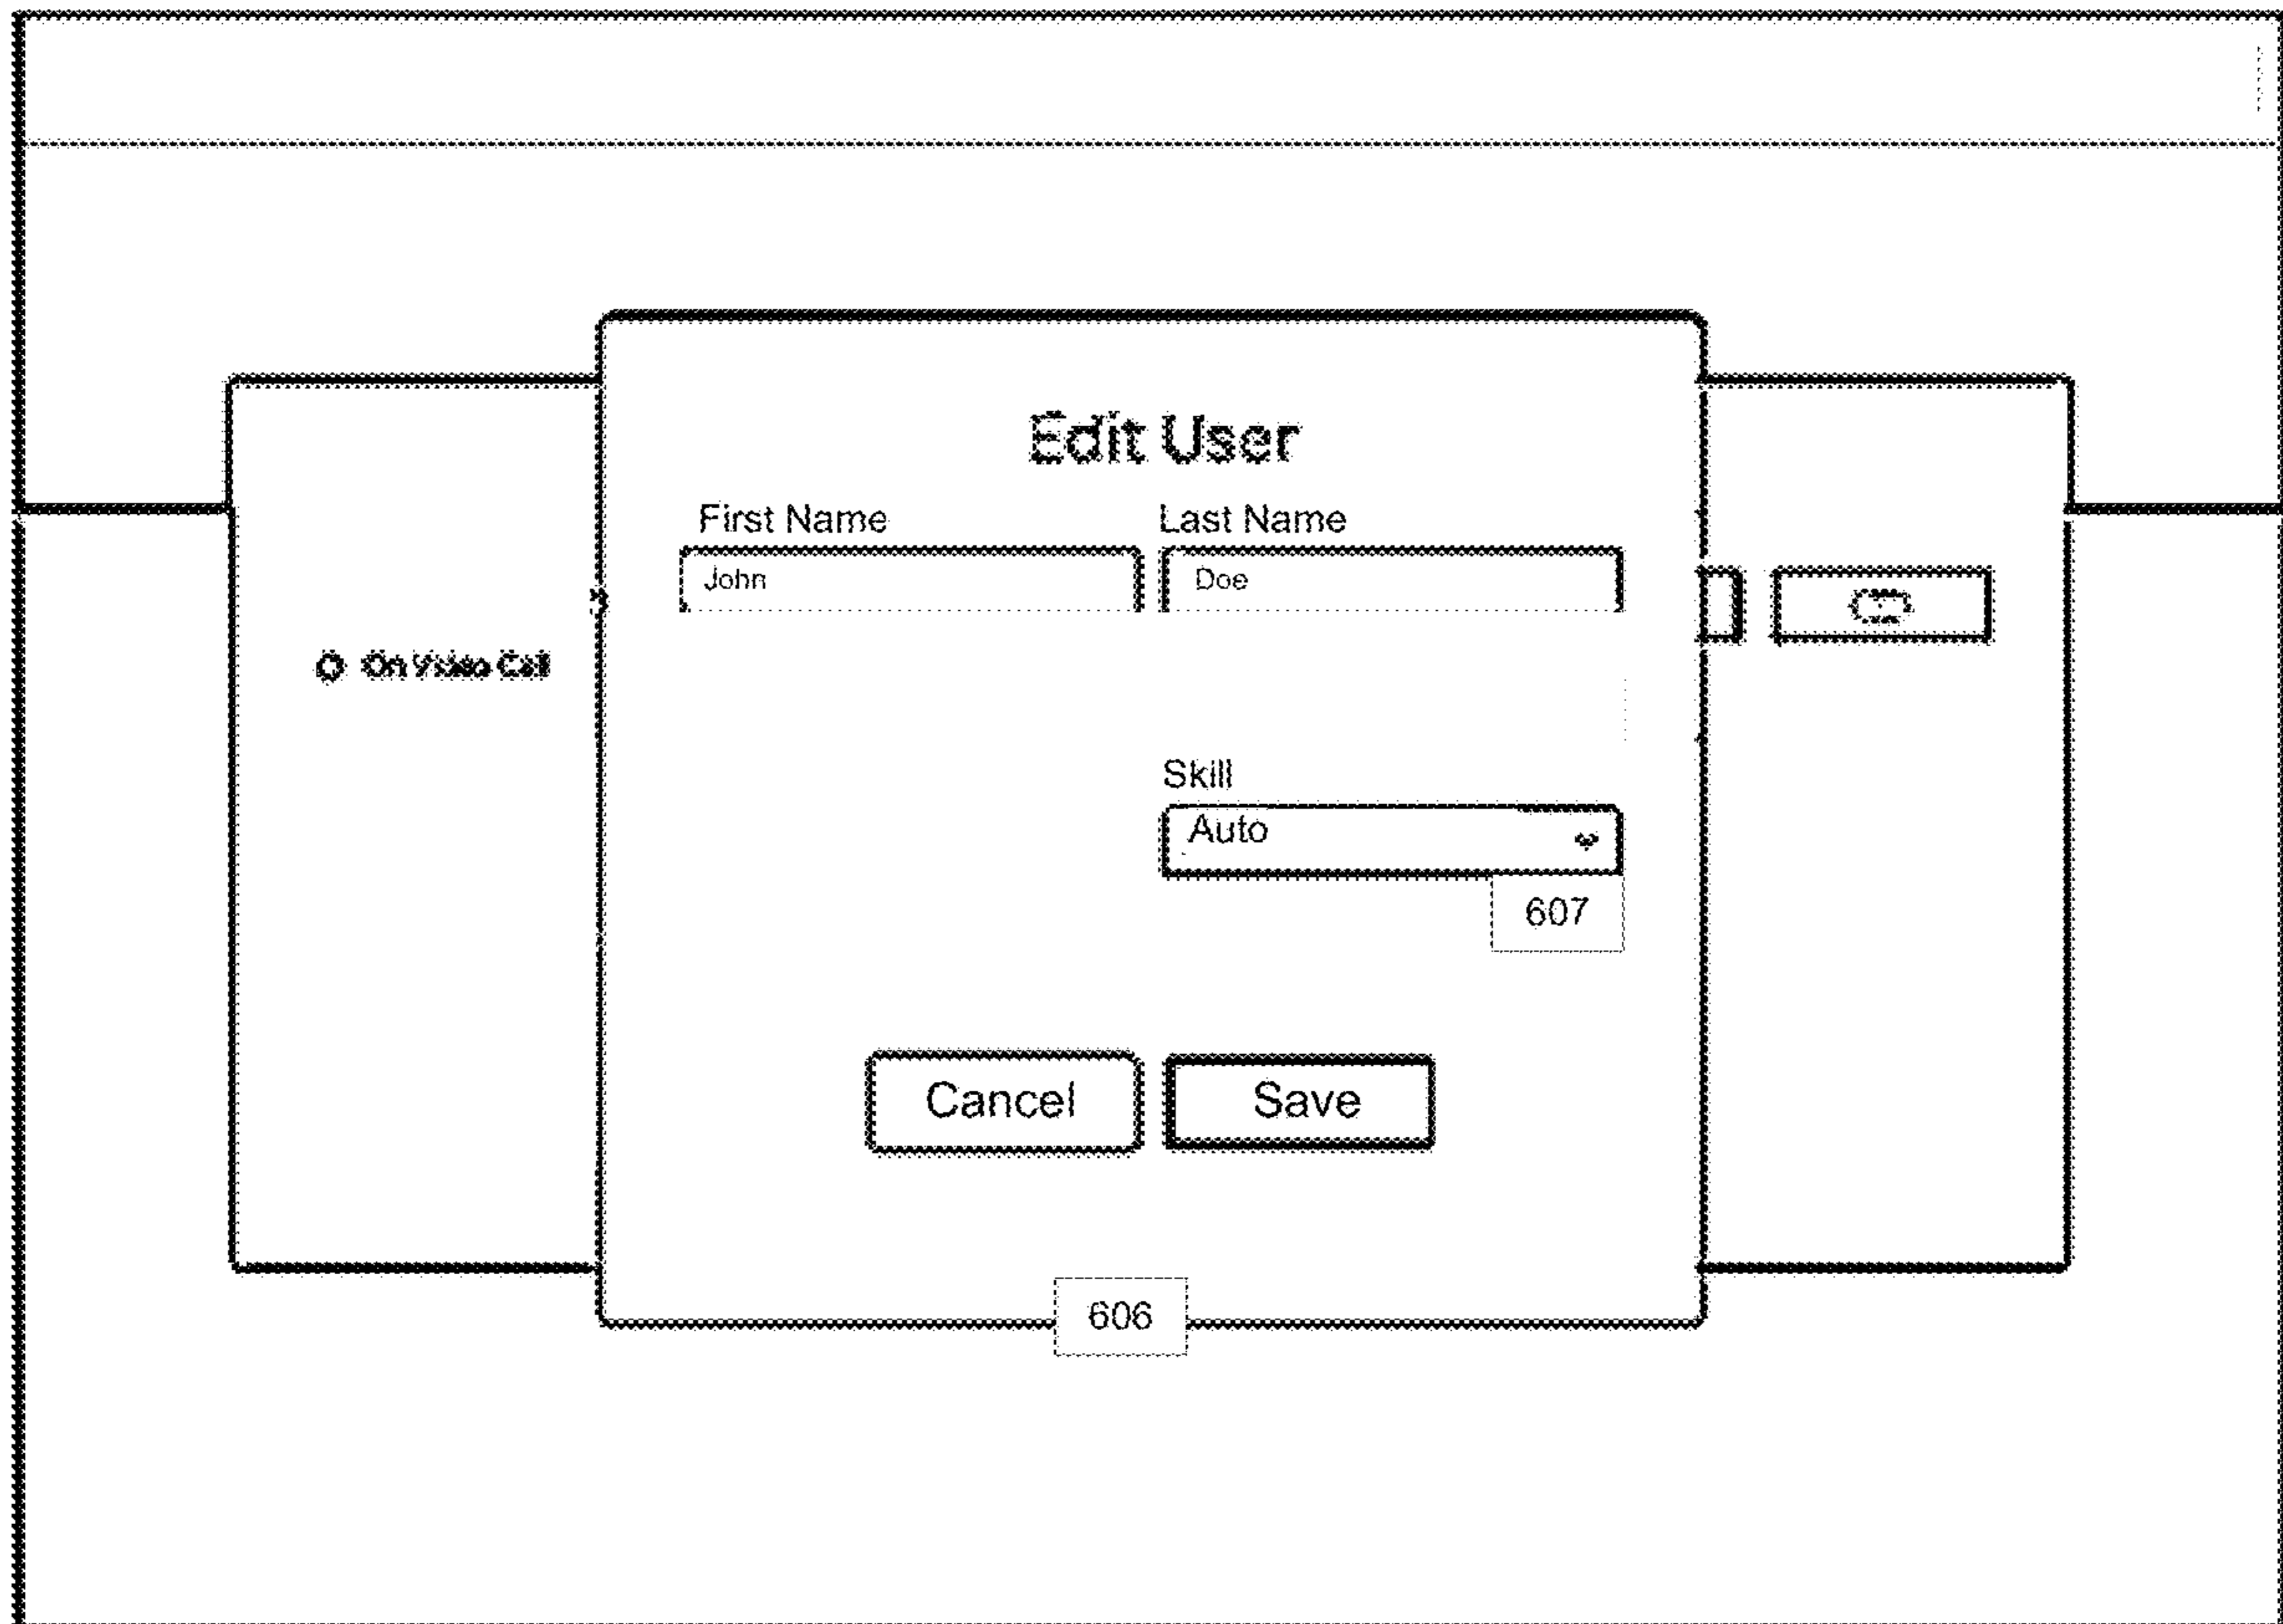 Edit User
First Name Last Name
John Doe
On Video Call
Skill
Auto
607
Cancel Save
606